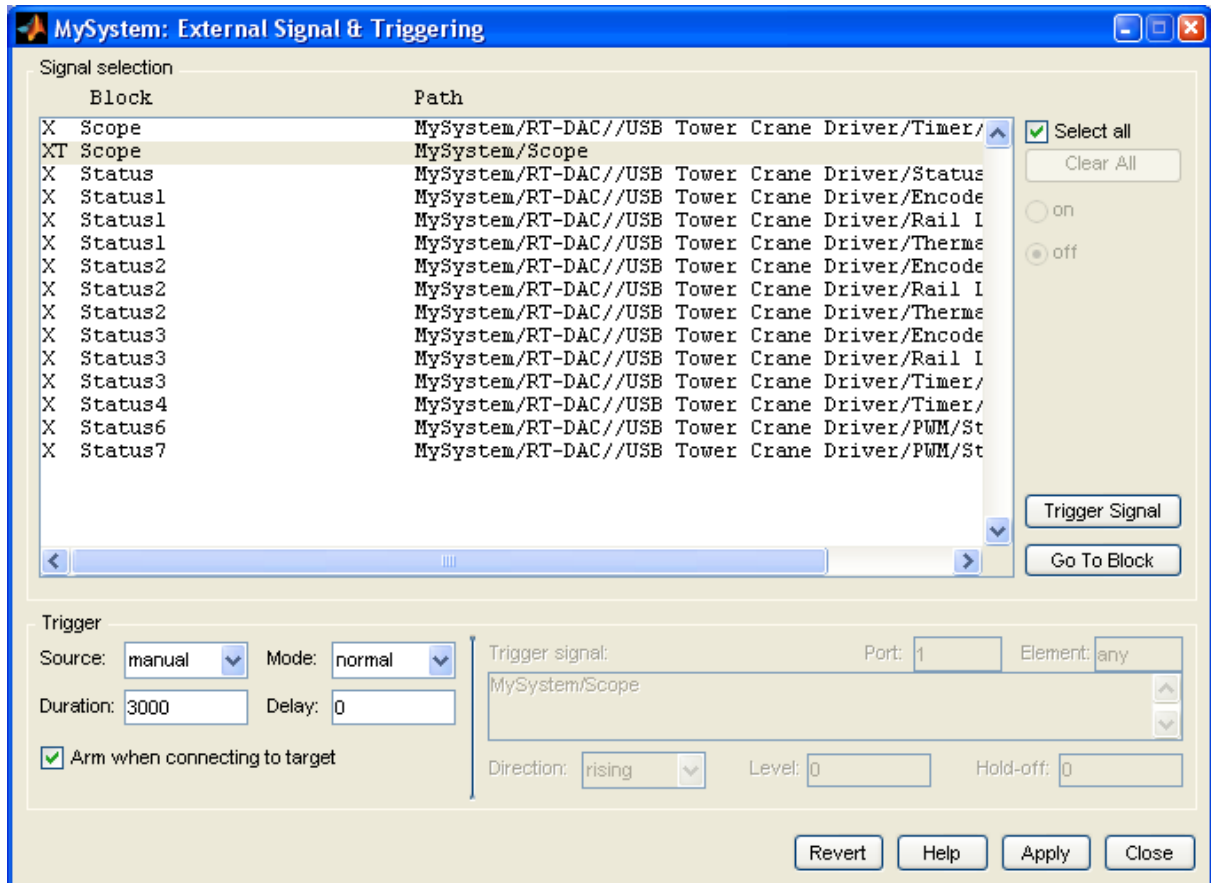 MySystem: External Signal & Triggering
Signal selection
Block Path
X Scope MySystem/RT-DAC//USB Tower Crane Driver/Timer/
XT Scope MySystem/Scope
X Status MySystem/RT-DAC//USB Tower Crane Driver/Status
X Status1 MySystem/RT-DAC//USB Tower Crane Driver/Encode
X Status1 MySystem/RT-DAC//USB Tower Crane Driver/Rail L
X Status1 MySystem/RT-DAC//USB Tower Crane Driver/Therma
X Status2 MySystem/RT-DAC//USB Tower Crane Driver/Encode
X Status2 MySystem/RT-DAC//USB Tower Crane Driver/Rail L
X Status2 MySystem/RT-DAC//USB Tower Crane Driver/Therma
X Status3 MySystem/RT-DAC//USB Tower Crane Driver/Encode
X Status3 MySystem/RT-DAC//USB Tower Crane Driver/Rail L
X Status3 MySystem/RT-DAC//USB Tower Crane Driver/Timer/
X Status4 MySystem/RT-DAC//USB Tower Crane Driver/Timer/
X Status6 MySystem/RT-DAC//USB Tower Crane Driver/PWM/St
X Status7 MySystem/RT-DAC//USB Tower Crane Driver/PWM/St
Select all
Clear All
on
off
Trigger Signal
Go To Block
Trigger
Source: manual Mode: normal
Duration: 3000 Delay: 0
Arm when connecting to target
Trigger signal: Port: 1 Element: any
MySystem/Scope
Direction: rising Level: 0 Hold-off: 0
Revert Help Apply Close